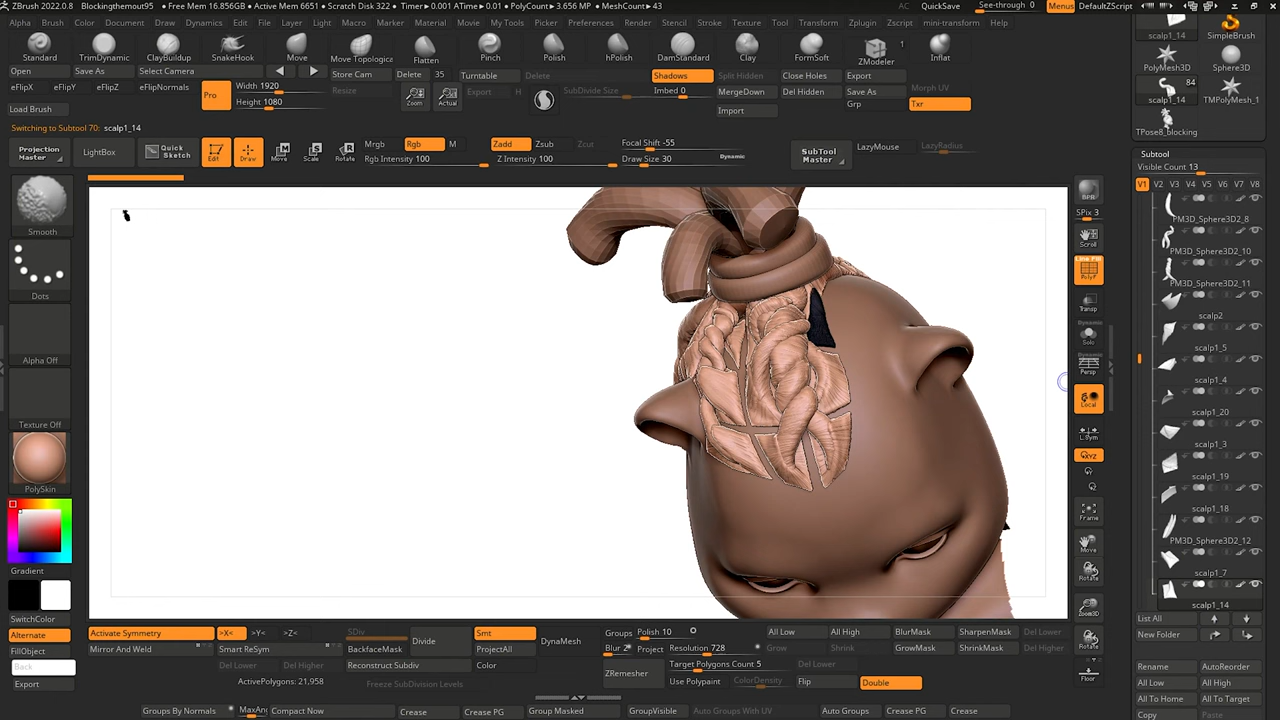 ZBrush 2022.0.8 Blockingthemout95 • Free Mem 16.856GB • Active Mem 6651 • Scratch Disk 322 • Timer▸0.001 ATime▸0.01 • PolyCount▸3.656 MP • MeshCount▸43 AC QuickSave See-through 0 Menus DefaultZScript
Alpha Brush Color Document Draw Dynamics Edit File Layer Light Macro Marker Material Movie My Tools Picker Preferences Render Stencil Stroke Texture Tool Transform Zplugin Zscript mini-transform Help
scalp1_14 SimpleBrush
Standard TrimDynamic ClayBuildup SnakeHook Move Move Topologica Flatten Pinch Polish hPolish DamStandard Clay FormSoft ZModeler 1 Inflat
PolyMesh3D Sphere3D
Open Save As Select Camera Store Cam Delete 35 Turntable Delete Shadows Split Hidden Close Holes Export Morph UV
eFlipX eFlipY eFlipZ eFlipNormals Pro Width 1920 Resize Zoom Actual Export H SubDivide Size Imbed 0 MergeDown Del Hidden Save As
84
scalp1_14 TMPolyMesh_1
Height 1080 Import Grp Txr
Load Brush
Switching to Subtool 70: scalp1_14
TPose8_blocking
Projection Master LightBox Quick Sketch Edit Draw Move Scale Rotate Mrgb Rgb M Zadd Zsub Zcut Focal Shift -55 SubTool Master LazyMouse LazyRadius
Rgb Intensity 100 Z Intensity 100 Draw Size 30 Dynamic
Subtool
Visible Count 13
V1 V2 V3 V4 V5 V6 V7 V8
Smooth
Dots
Alpha Off
Texture Off
PolySkin
Gradient
SwitchColor
Alternate
FillObject
Back
Export
BPR
SPix 3
Scroll
Line Fill
PolyF
Transp
Dynamic
Solo
Dynamic
Persp
Local
L.Sym
XYZ
Frame
Move
Rotate
Zoom3D
Rotate
Floor
PM3D_Sphere3D2_8
PM3D_Sphere3D2_10
PM3D_Sphere3D2_11
scalp2
scalp1_5
scalp1_4
scalp1_20
scalp1_3
scalp1_19
scalp1_18
PM3D_Sphere3D2_12
scalp1_7
scalp1_14
List All
New Folder
Rename AutoReorder
All Low All High
All To Home All To Target
Copy Paste
Activate Symmetry >X< >Y< >Z< SDiv Divide Smt DynaMesh Groups Polish 10 All Low All High BlurMask SharpenMask Del Lower
Mirror And Weld Smart ReSym BackfaceMask ProjectAll Blur 2 Project Resolution 728 Grow Shrink GrowMask ShrinkMask Del Higher
Del Lower Del Higher Reconstruct Subdiv Color ZRemesher Target Polygons Count 5 Del Lower
ActivePolygons: 21,958 Freeze SubDivision Levels Use Polypaint ColorDensity Flip Double
Groups By Normals MaxAng Compact Now Crease Crease PG Group Masked GroupVisible Auto Groups With UV Auto Groups Crease PG Crease